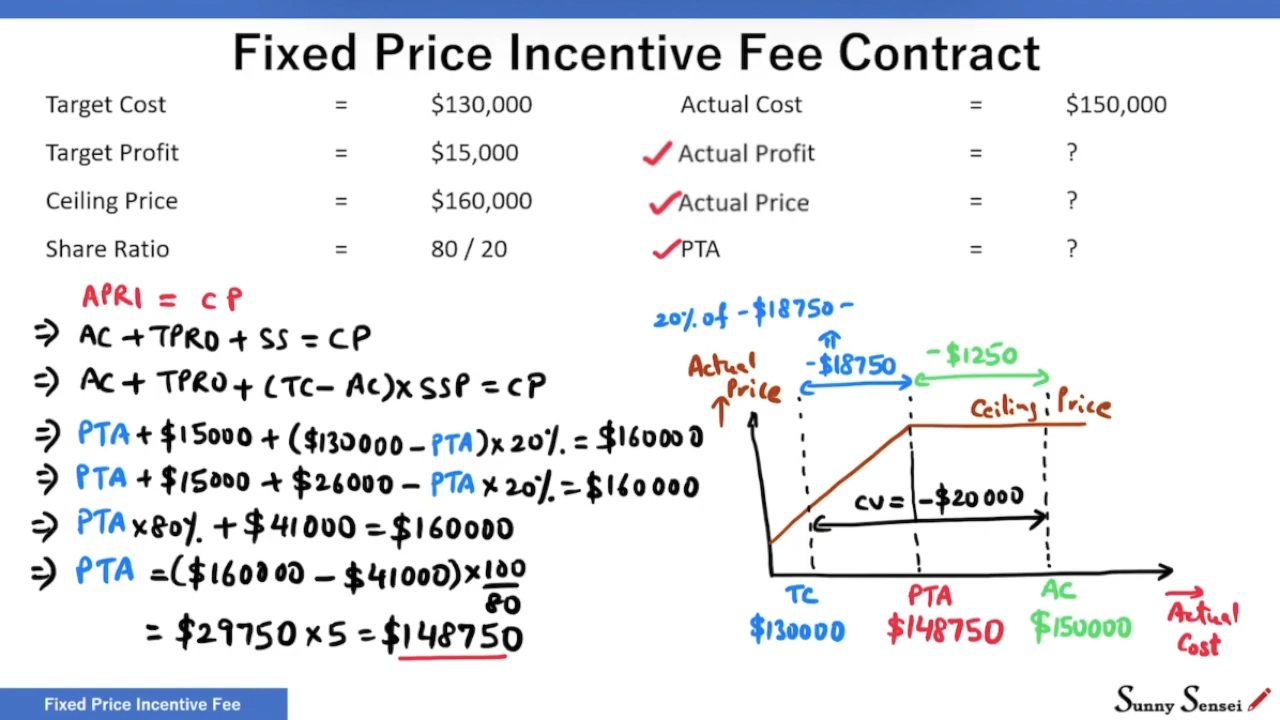 Fixed Price Incentive Fee Contract
Target Cost = $130,000 Actual Cost = $150,000
Target Profit = $15,000 Actual Profit = ?
Ceiling Price = $160,000 Actual Price = ?
Share Ratio = 80 / 20 PTA = ?
APRI = CP
⇒ AC + TPRO + SS = CP
⇒ AC + TPRO + (TC - AC) × SSP = CP
⇒ PTA + $15000 + ($130000 - PTA) × 20% = $160000
⇒ PTA + $15000 + $26000 - PTA × 20% = $160000
⇒ PTA × 80% + $41000 = $160000
⇒ PTA = ($160000 - $41000) × 100/80
= $29750 × 5 = $148750
20% of -$18750 -
-$18750
-$1250
Actual
Price
Ceiling Price
CV = -$20000
TC PTA AC
$130000 $148750 $150000
Actual
Cost
Fixed Price Incentive Fee
Sunny Sensei